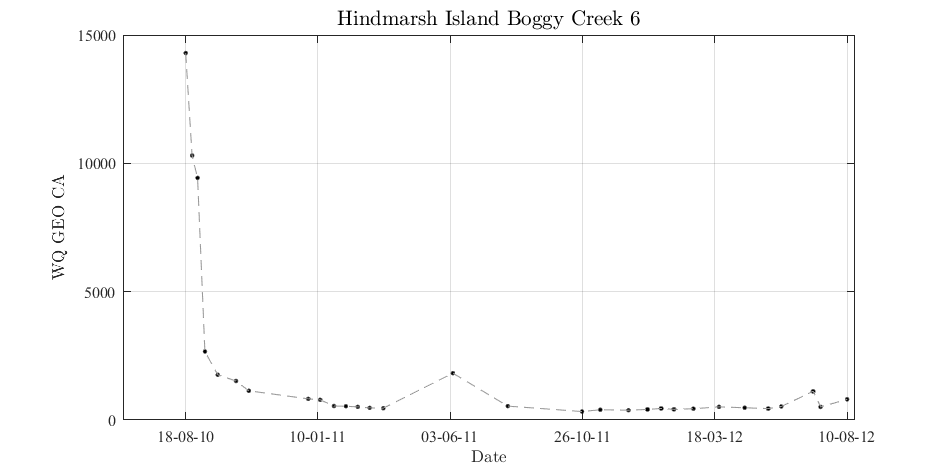 Hindmarsh Island Boggy Creek 6
15000
10000
5000
0
WQ GEO CA
18-08-10 10-01-11 03-06-11 26-10-11 18-03-12 10-08-12
Date